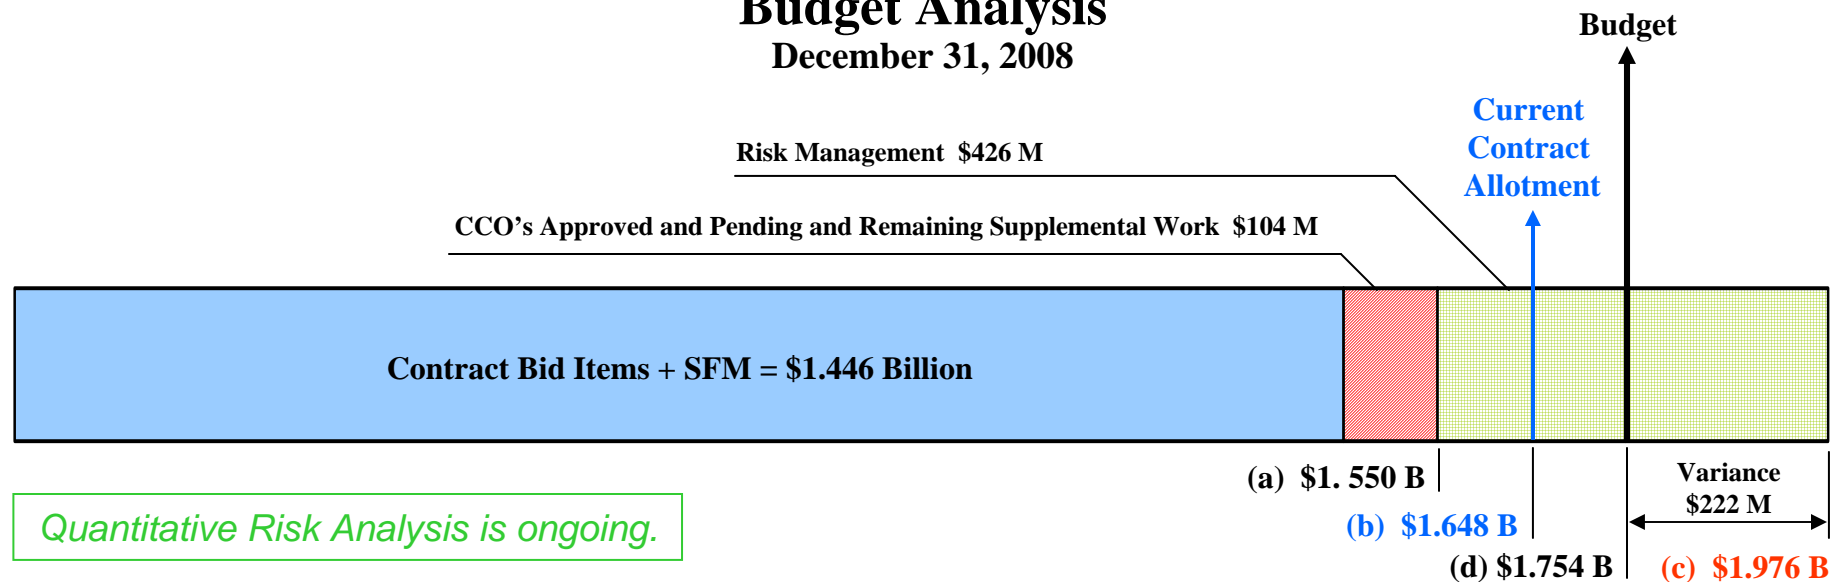 Budget Analysis
December 31, 2008
Budget
Current
Contract
Allotment
Risk Management $426 M
CCO’s Approved and Pending and Remaining Supplemental Work $104 M
Contract Bid Items + SFM = $1.446 Billion
(a) $1. 550 B
Variance
$222 M
(b) $1.648 B
Quantitative Risk Analysis is ongoing.
(d) $1.754 B
(c) $1.976 B